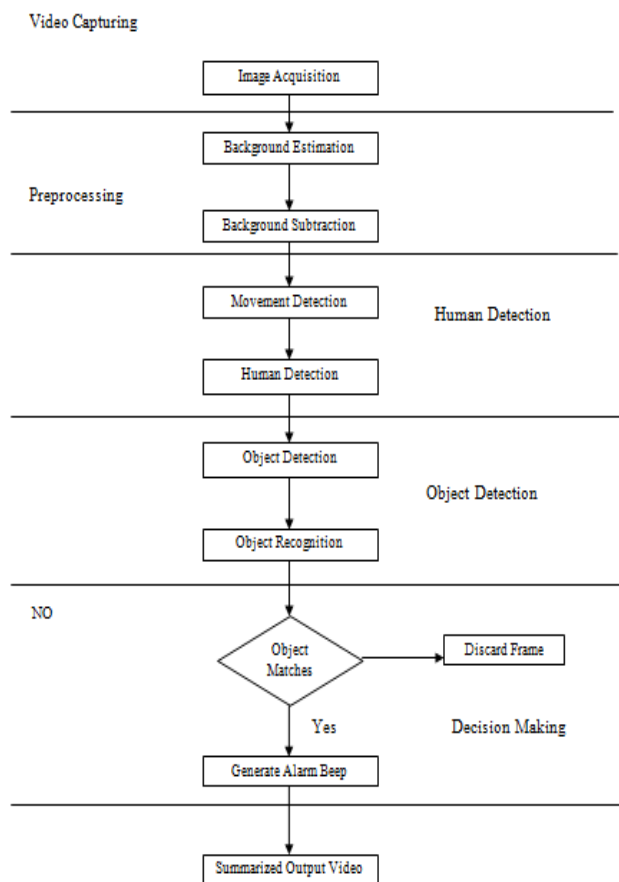 Video Capturing
Image Acquisition
Background Estimation
Preprocessing
Background Subtraction
Movement Detection
Human Detection
Human Detection
Object Detection
Object Detection
Object Recognition
NO
Object
Matches
Discard Frame
Yes
Decision Making
Generate Alarm Beep
Summarized Output Video